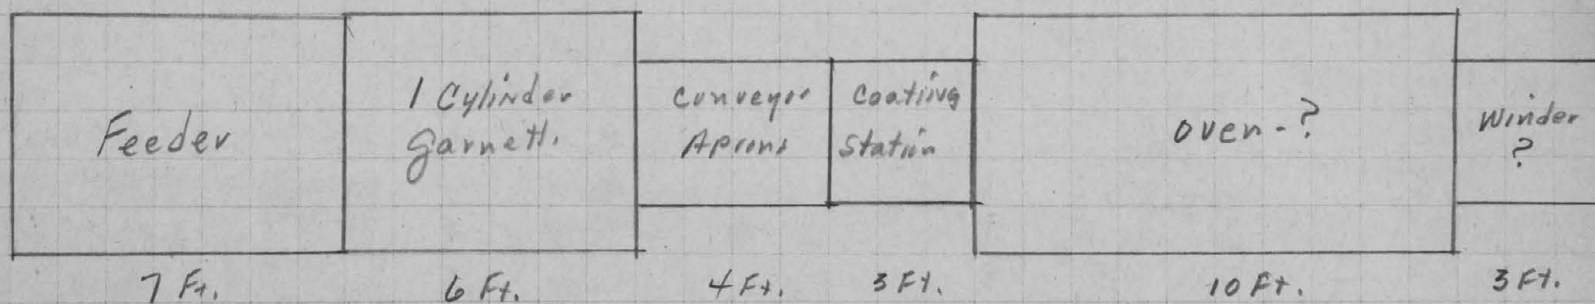 Feeder
1 Cylinder
Garnett.
Conveyor
Aprons
Coating
Station
oven-?
Winder
?
7 Ft.
6 Ft.
4 Ft.
3 Ft.
10 Ft.
3 Ft.